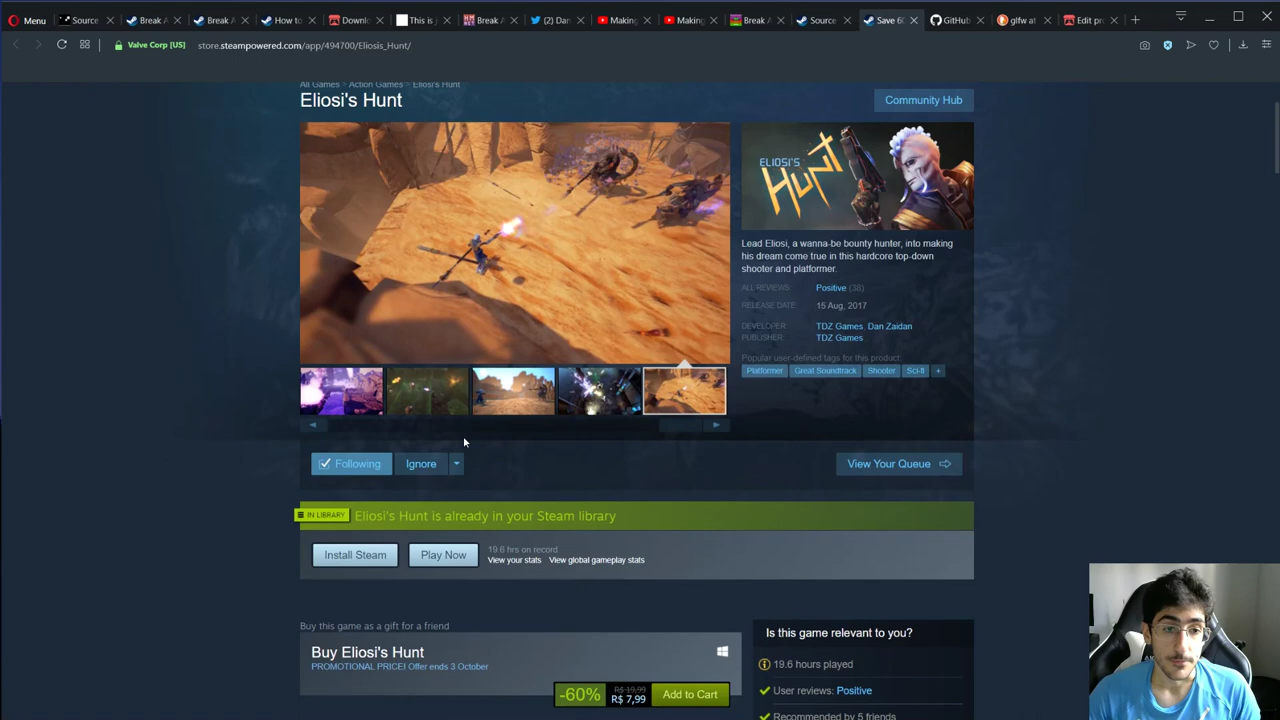 Menu
Source
Break A
Break A
How to
Downl
This is
Break A
Dan
Making
Making
Break A
Source
Save 60
GitHub
glfw at
Edit pr
Valve Corp [US]
store.steampowered.com/app/494700/Eliosis_Hunt/
All Games > Action Games > Eliosi's Hunt
Eliosi's Hunt
Community Hub
ELIOSI'S
HUNT
Lead Eliosi, a wanna-be bounty hunter, into making
his dream come true in this hardcore top-down
shooter and platformer.
ALL REVIEWS: Positive (38)
RELEASE DATE: 15 Aug, 2017
DEVELOPER: TDZ Games, Dan Zaidan
PUBLISHER: TDZ Games
Popular user-defined tags for this product:
Platformer Great Soundtrack Shooter Sci-fi +
Following
Ignore
View Your Queue
IN LIBRARY
Eliosi's Hunt is already in your Steam library
Install Steam
Play Now
19.6 hrs on record
View your stats View global gameplay stats
Buy this game as a gift for a friend
Buy Eliosi's Hunt
PROMOTIONAL PRICE! Offer ends 3 October
-60%
R$ 19,99
R$ 7,99
Add to Cart
Is this game relevant to you?
19.6 hours played
User reviews: Positive
Recommended by 5 friends